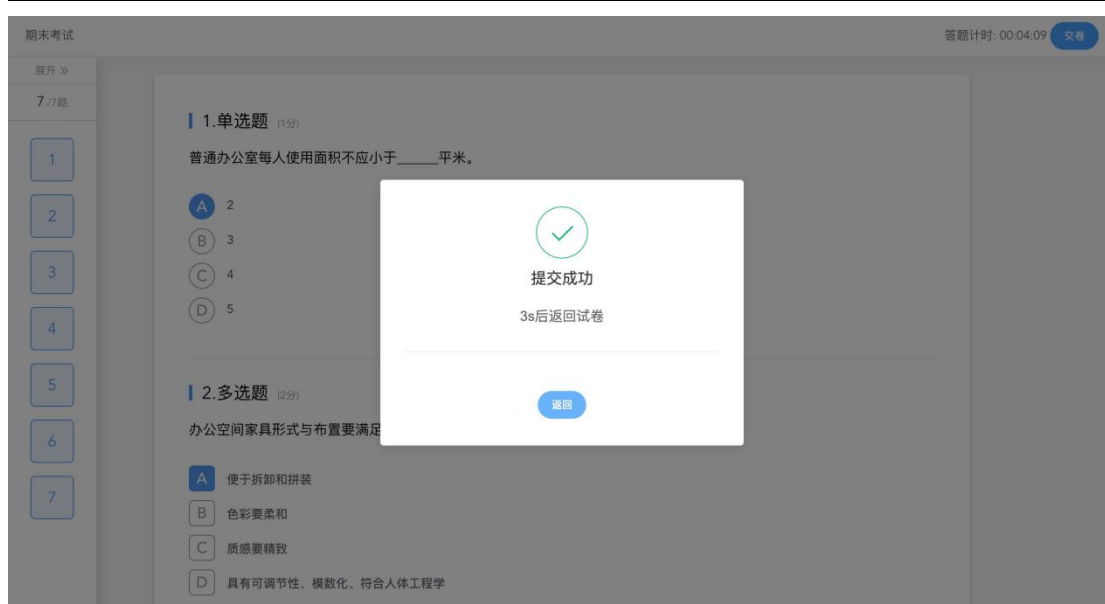 期末考试
答题计时: 00:04:09 交卷
展开 »
7 /7题
1
2
3
4
5
6
7
1.单选题 (1分)
普通办公室每人使用面积不应小于_____平米。
A 2
B 3
C 4
D 5
2.多选题 (2分)
办公空间家具形式与布置要满足
A 便于拆卸和拼装
B 色彩要柔和
C 质感要精致
D 具有可调节性、模数化、符合人体工程学
提交成功
3s后返回试卷
返回